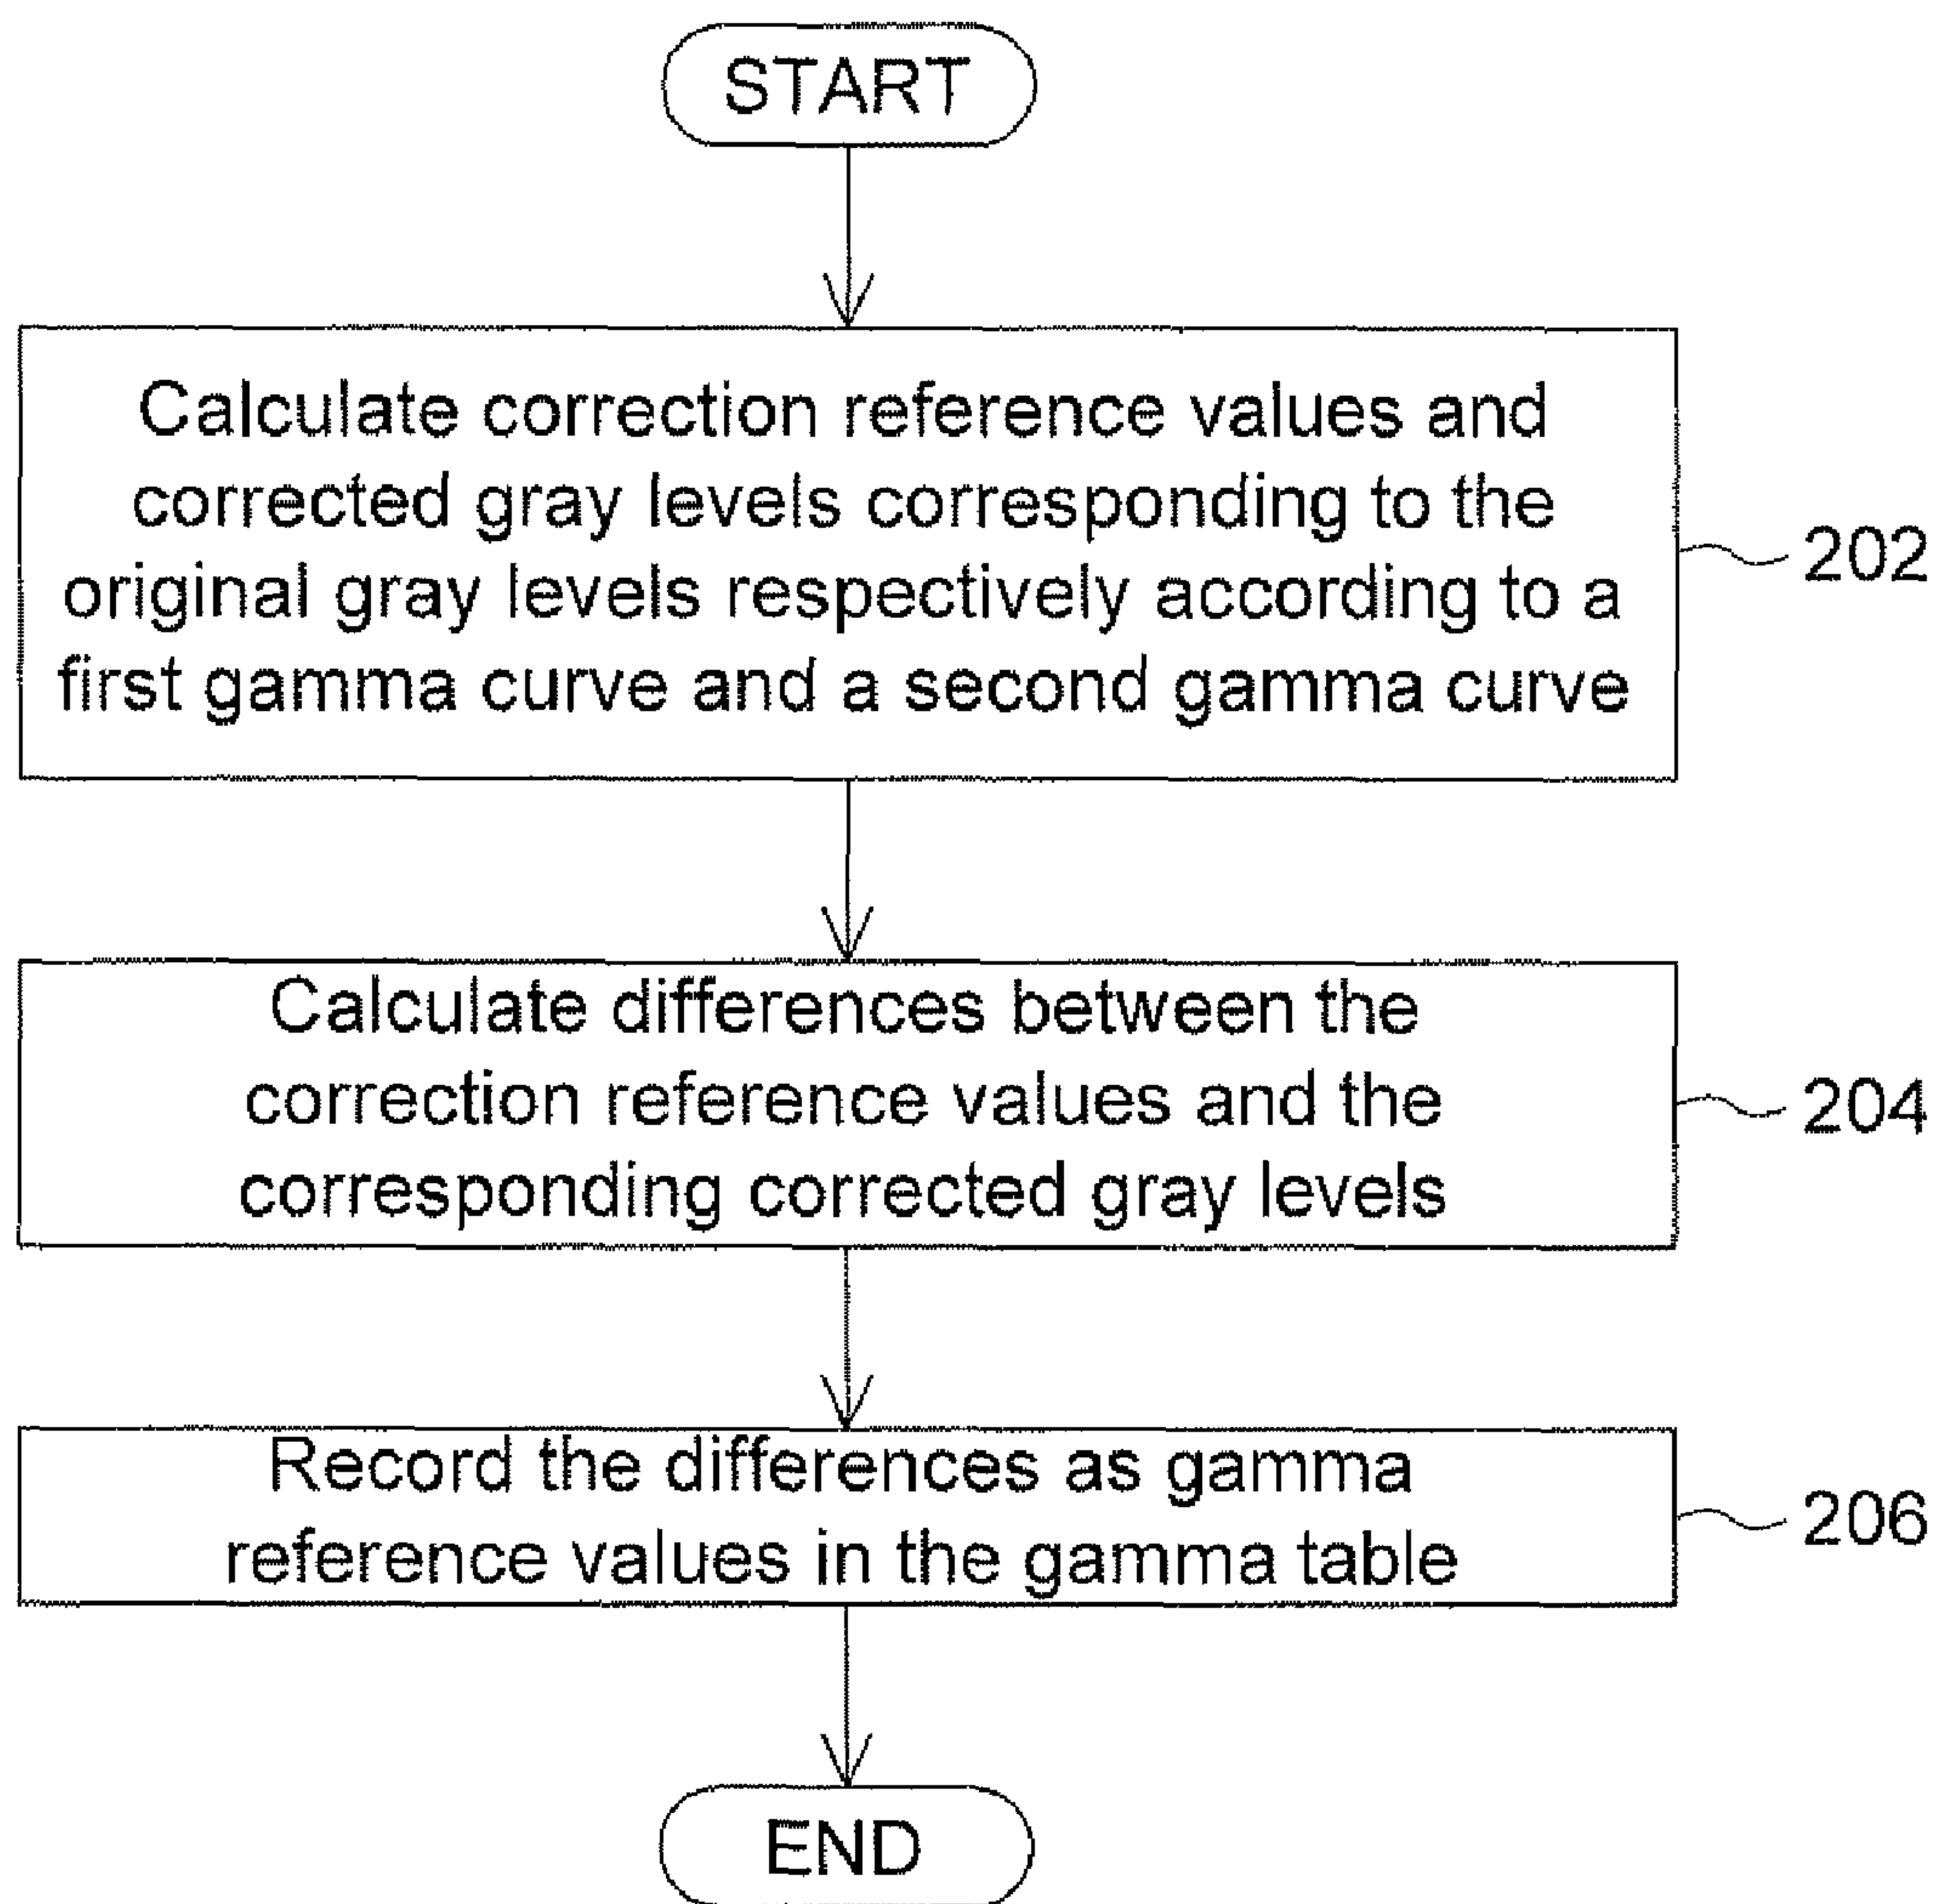 START
Calculate correction reference values and
corrected gray levels corresponding to the
original gray levels respectively according to a
first gamma curve and a second gamma curve
202
Calculate differences between the
correction reference values and the
corresponding corrected gray levels
204
Record the differences as gamma
reference values in the gamma table
206
END